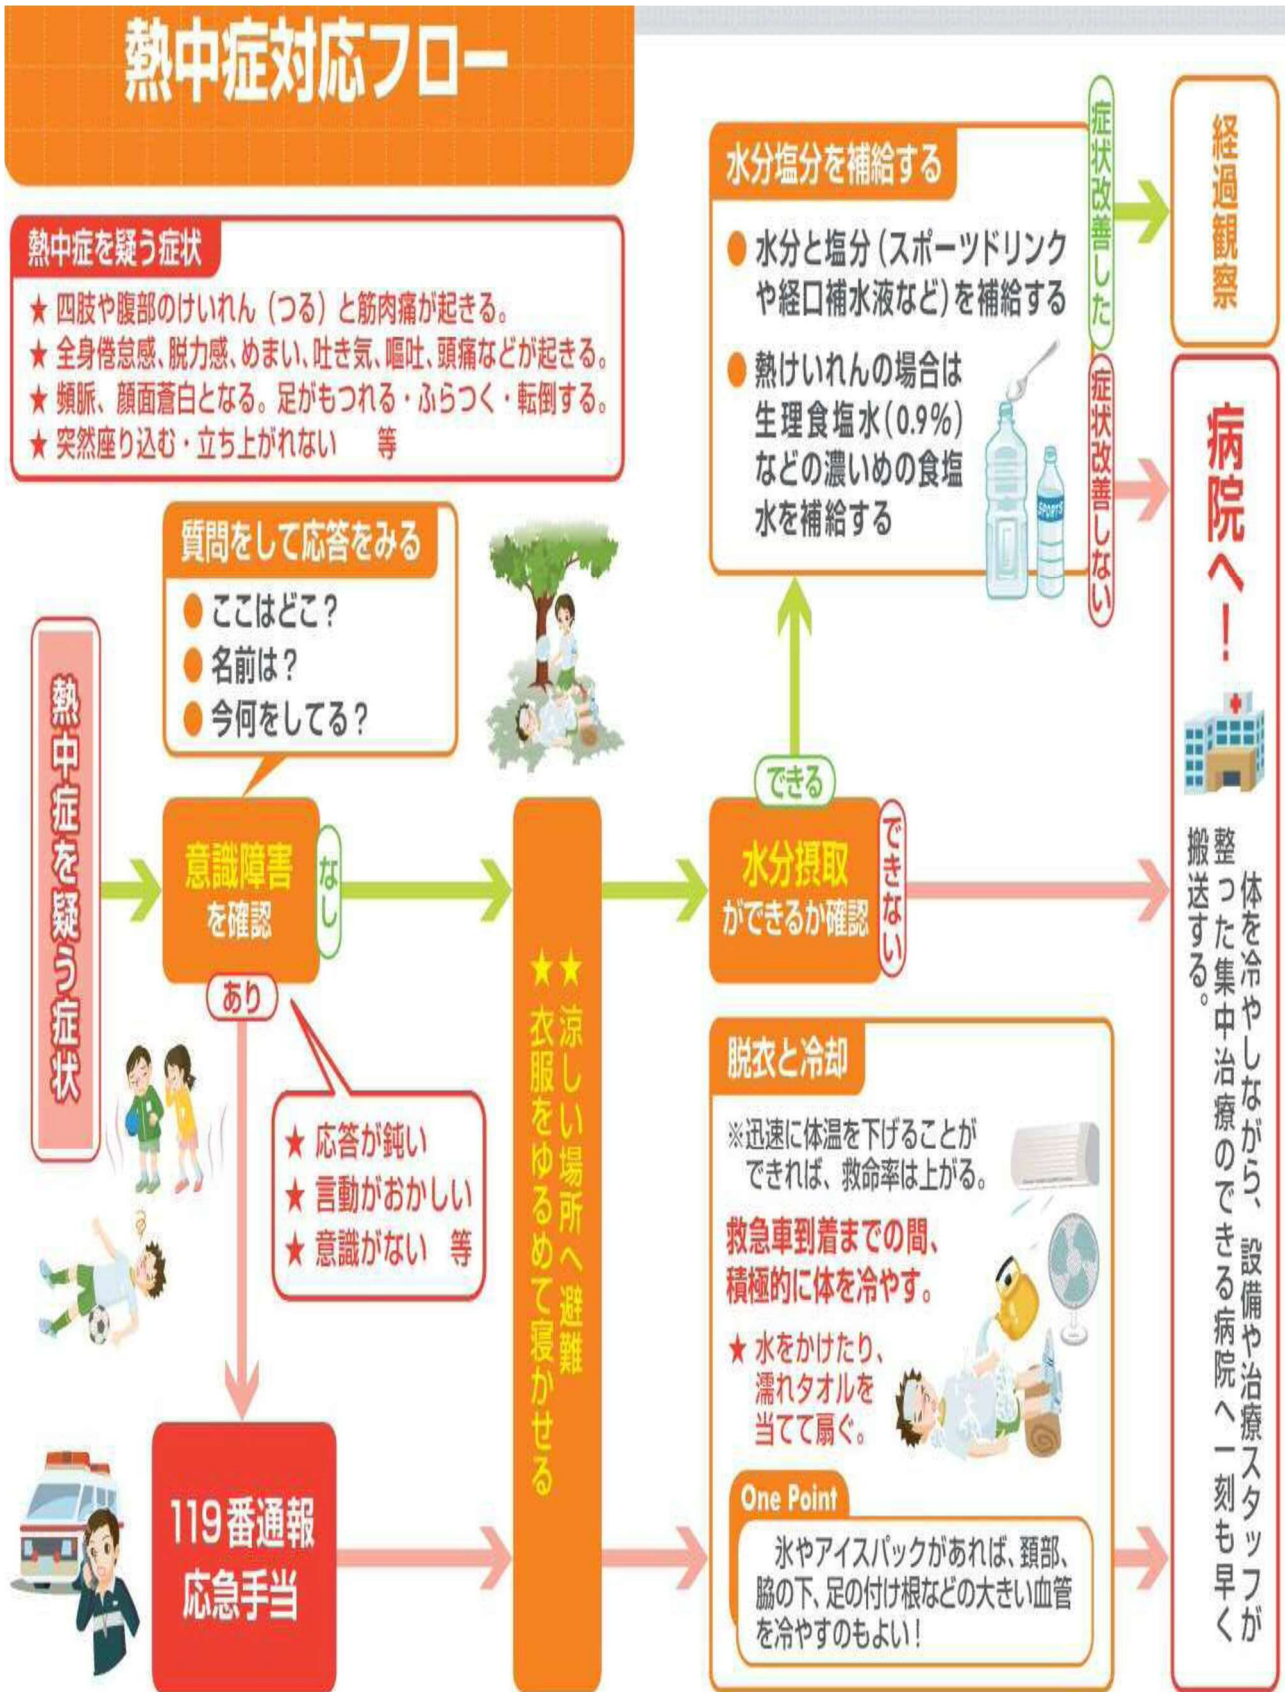 熱中症対応フロー
熱中症を疑う症状
★ 四肢や腹部のけいれん（つる）と筋肉痛が起きる。
★ 全身倦怠感、脱力感、めまい、吐き気、嘔吐、頭痛などが起きる。
★ 頻脈、顔面蒼白となる。足がもつれる・ふらつく・転倒する。
★ 突然座り込む・立ち上がれない　等
質問をして応答をみる
● ここはどこ？
● 名前は？
● 今何をしてる？
熱中症を疑う症状
意識障害
を確認
なし
あり
★ 応答が鈍い
★ 言動がおかしい
★ 意識がない　等
119番通報
応急手当
★ 涼しい場所へ避難
★ 衣服をゆるめて寝かせる
水分摂取
ができるか確認
できる
できない
水分塩分を補給する
● 水分と塩分（スポーツドリンク
や経口補水液など）を補給する
● 熱けいれんの場合は
生理食塩水（0.9％）
などの濃いめの食塩
水を補給する
SPORTS
症状改善した
症状改善しない
経過観察
脱衣と冷却
※迅速に体温を下げることが
できれば、救命率は上がる。
救急車到着までの間、
積極的に体を冷やす。
★ 水をかけたり、
濡れタオルを
当てて扇ぐ。
One Point
氷やアイスパックがあれば、頚部、
脇の下、足の付け根などの大きい血管
を冷やすのもよい！
病院へ！
体を冷やしながら、設備や治療スタッフが
整った集中治療のできる病院へ一刻も早く
搬送する。